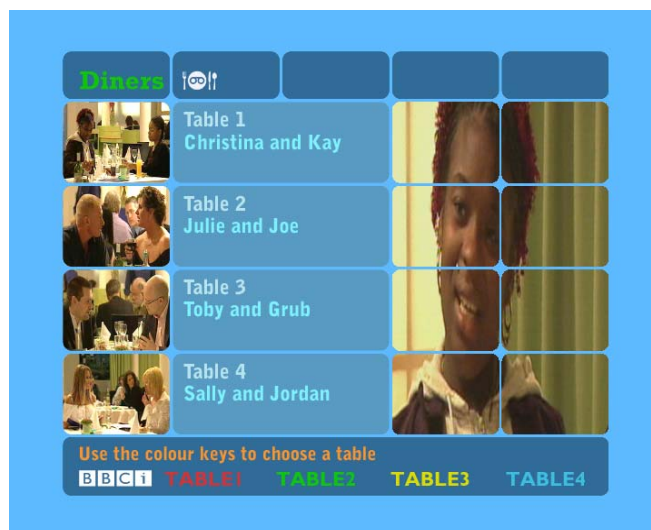 Diners
Table 1
Christina and Kay
Table 2
Julie and Joe
Table 3
Toby and Grub
Table 4
Sally and Jordan
Use the colour keys to choose a table
BBCi TABLE1 TABLE2 TABLE3 TABLE4